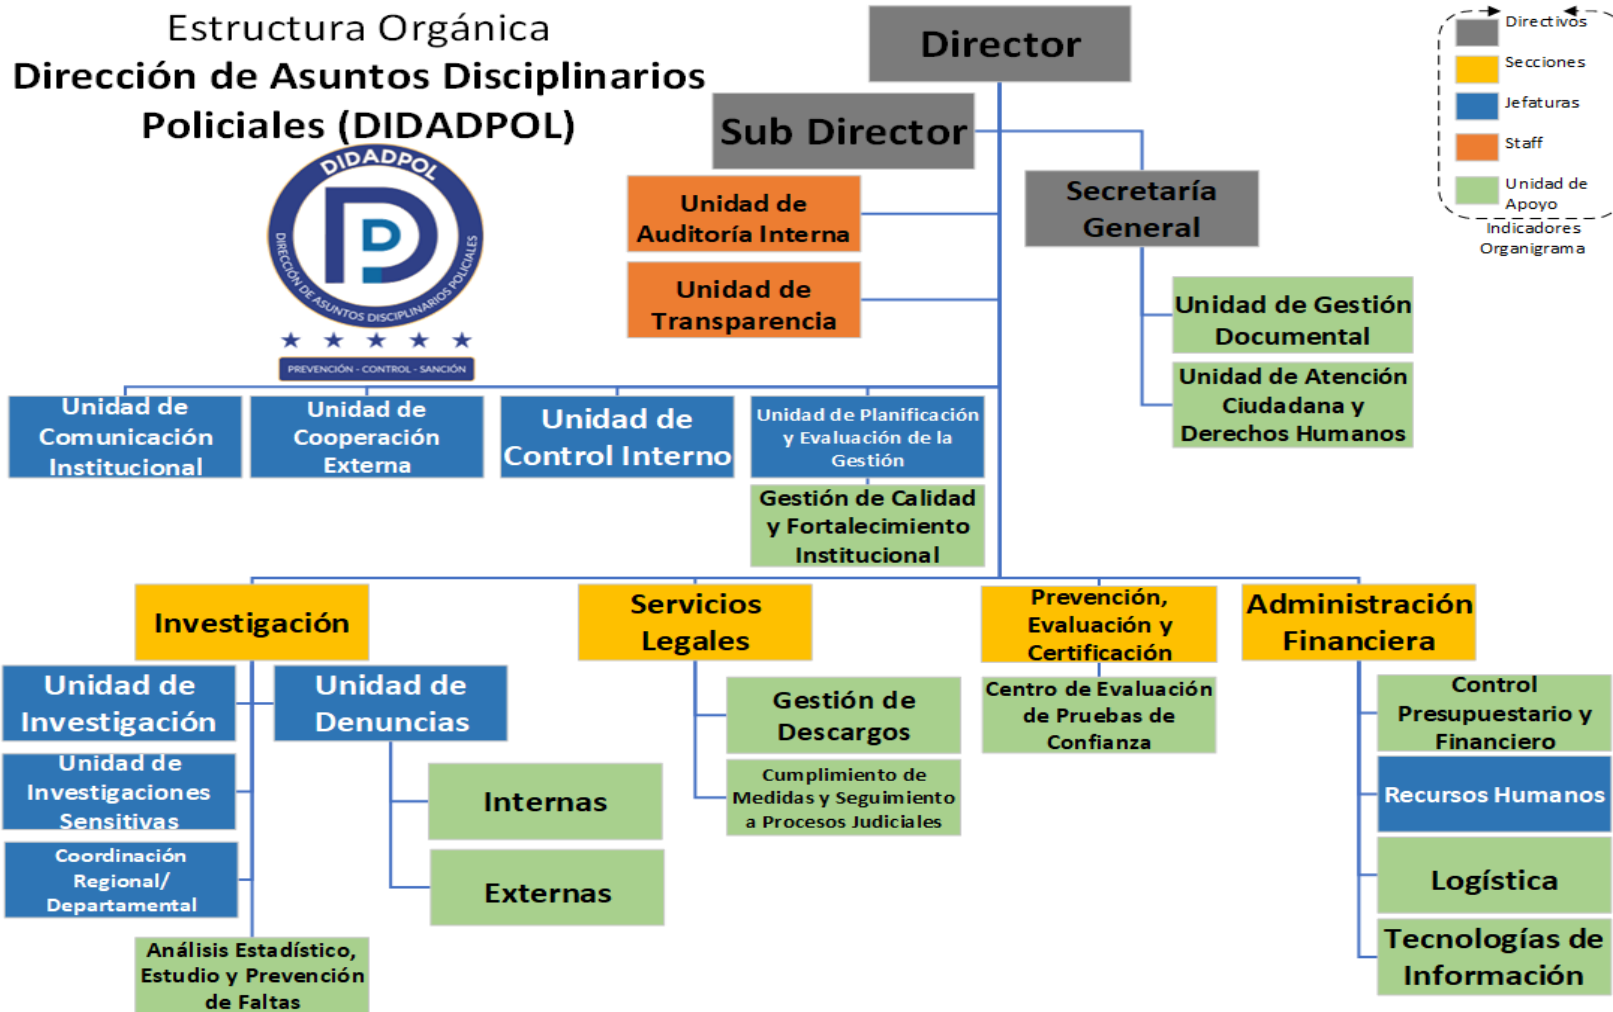 Estructura Orgánica
Dirección de Asuntos Disciplinarios
Policiales (DIDADPOL)
DIDADPOL
DIRECCIÓN DE ASUNTOS DISCIPLINARIOS POLICIALES
PREVENCIÓN - CONTROL - SANCIÓN
Director
Sub Director
Secretaría
General
Unidad de
Auditoría Interna
Unidad de
Transparencia
Unidad de Gestión
Documental
Unidad de Atención
Ciudadana y
Derechos Humanos
Directivos
Secciones
Jefaturas
Staff
Unidad de
Apoyo
Indicadores
Organigrama
Unidad de
Comunicación
Institucional
Unidad de
Cooperación
Externa
Unidad de
Control Interno
Unidad de Planificación
y Evaluación de la
Gestión
Gestión de Calidad
y Fortalecimiento
Institucional
Investigación
Servicios
Legales
Prevención,
Evaluación y
Certificación
Administración
Financiera
Unidad de
Investigación
Unidad de
Denuncias
Unidad de
Investigaciones
Sensitivas
Coordinación
Regional/
Departamental
Análisis Estadístico,
Estudio y Prevención
de Faltas
Internas
Externas
Gestión de
Descargos
Cumplimiento de
Medidas y Seguimiento
a Procesos Judiciales
Centro de Evaluación
de Pruebas de
Confianza
Control
Presupuestario y
Financiero
Recursos Humanos
Logística
Tecnologías de
Información